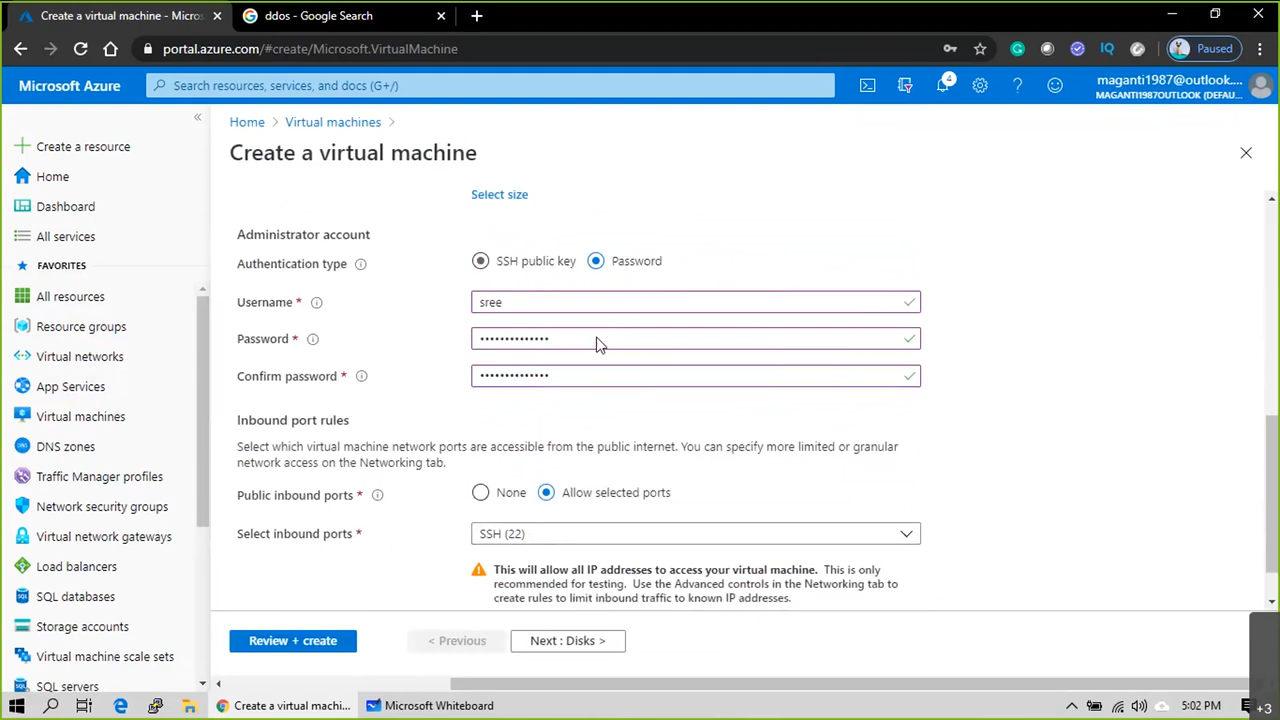 Create a virtual machine - Micros
ddos - Google Search
portal.azure.com/#create/Microsoft.VirtualMachine
IQ
Paused
Microsoft Azure
Search resources, services, and docs (G+/)
4
maganti1987@outlook....
MAGANTI1987OUTLOOK (DEFAU...
Create a resource
Home
Dashboard
All services
FAVORITES
All resources
Resource groups
Virtual networks
App Services
Virtual machines
DNS zones
Traffic Manager profiles
Network security groups
Virtual network gateways
Load balancers
SQL databases
Storage accounts
Virtual machine scale sets
SQL servers
Home > Virtual machines >
Create a virtual machine
Select size
Administrator account
Authentication type
SSH public key
Password
Username *
sree
Password *
••••••••••••••
Confirm password *
••••••••••••••
Inbound port rules
Select which virtual machine network ports are accessible from the public internet. You can specify more limited or granular
network access on the Networking tab.
Public inbound ports *
None
Allow selected ports
Select inbound ports *
SSH (22)
This will allow all IP addresses to access your virtual machine. This is only
recommended for testing. Use the Advanced controls in the Networking tab to
create rules to limit inbound traffic to known IP addresses.
Review + create
< Previous
Next : Disks >
Create a virtual machi...
Microsoft Whiteboard
5:02 PM
+3